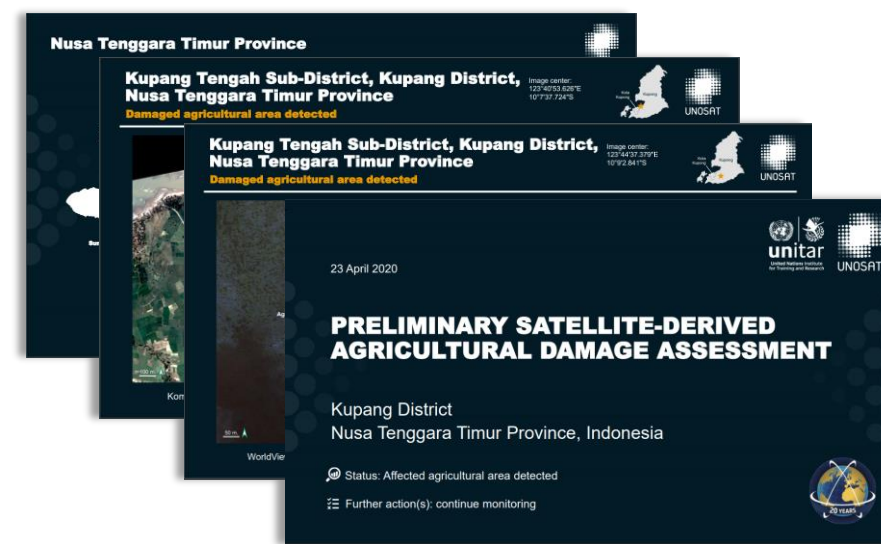 Nusa Tenggara Timur Province
Kupang Tengah Sub-District, Kupang District,
Nusa Tenggara Timur Province
Damaged agricultural area detected
Image center:
123°40'53.626"E
10°7'37.724"S
UNOSAT
Kupang Tengah Sub-District, Kupang District,
Nusa Tenggara Timur Province
Damaged agricultural area detected
Image center:
123°44'37.379"E
10°9'2.841"S
UNOSAT
50 m
WorldVie
Kom
23 April 2020
unitar
United Nations Institute
for Training and Research
UNOSAT
PRELIMINARY SATELLITE-DERIVED
AGRICULTURAL DAMAGE ASSESSMENT
Kupang District
Nusa Tenggara Timur Province, Indonesia
Status: Affected agricultural area detected
Further action(s): continue monitoring
20 YEARS